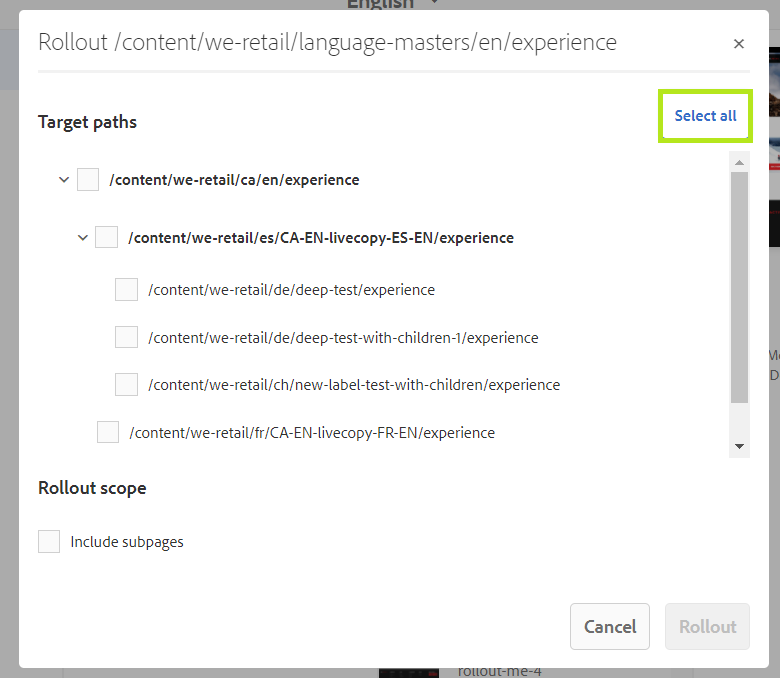 English
Rollout /content/we-retail/language-masters/en/experience
Target paths
Select all
/content/we-retail/ca/en/experience
/content/we-retail/es/CA-EN-livecopy-ES-EN/experience
/content/we-retail/de/deep-test/experience
/content/we-retail/de/deep-test-with-children-1/experience
/content/we-retail/ch/new-label-test-with-children/experience
/content/we-retail/fr/CA-EN-livecopy-FR-EN/experience
Rollout scope
Include subpages
Cancel
Rollout
rollout-me-4